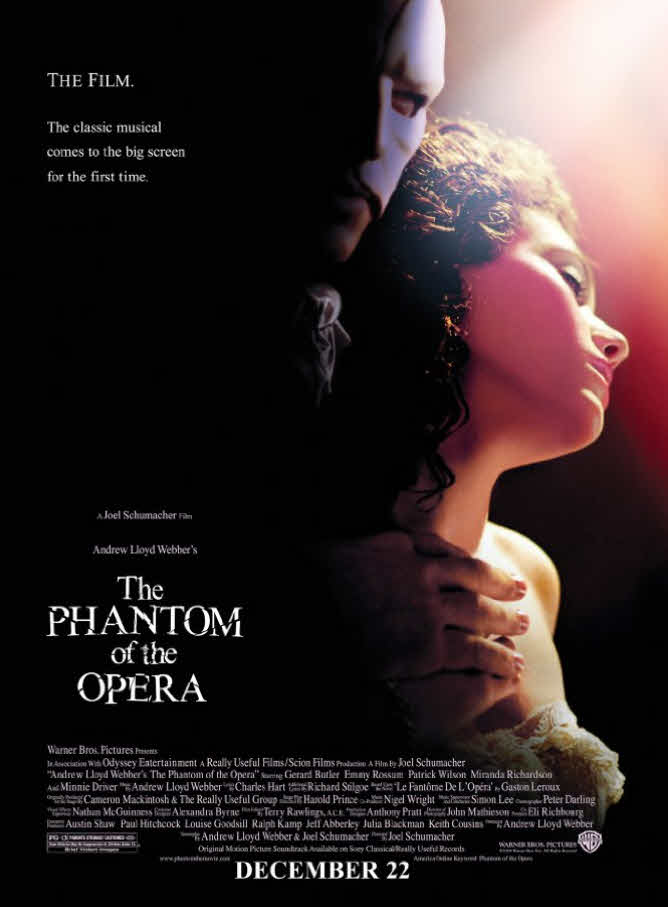 THE FILM.
The classic musical
comes to the big screen
for the first time.
A Joel Schumacher Film
Andrew Lloyd Webber's
The
PHANTOM
of the
OPERA
Warner Bros. Pictures Presents
In Association With Odyssey Entertainment A Really Useful Films/Scion Films Production A Film By Joel Schumacher
"Andrew Lloyd Webber's The Phantom of the Opera" Starring Gerard Butler Emmy Rossum Patrick Wilson Miranda Richardson
And Minnie Driver Andrew Lloyd Webber Charles Hart Richard Stilgoe 'Le Fantôrne De L'Opéra' Gaston Leroux
Cameron Mackintosh & The Really Useful Group Harold Prince Nigel Wright Simon Lee Peter Darling
Nathan McGuinness Alexandra Byrne Terry Rawlings, A.C.E. Anthony Pratt John Mathieson Eli Richbourg
Austin Shaw Paul Hitchcock Louise Goodsill Ralph Kamp Jeff Abberley Julia Blackman Keith Cousins Andrew Lloyd Webber
Andrew Lloyd Webber & Joel Schumacher Joel Schumacher
PG-13 PARENTS STRONGLY CAUTIONED
Original Motion Picture Soundtrack Available on Sony Classical/Really Useful Records
WARNER BROS. PICTURES
www.phantomthemovie.com
America Online Keyword: Phantom of the Opera
DECEMBER 22